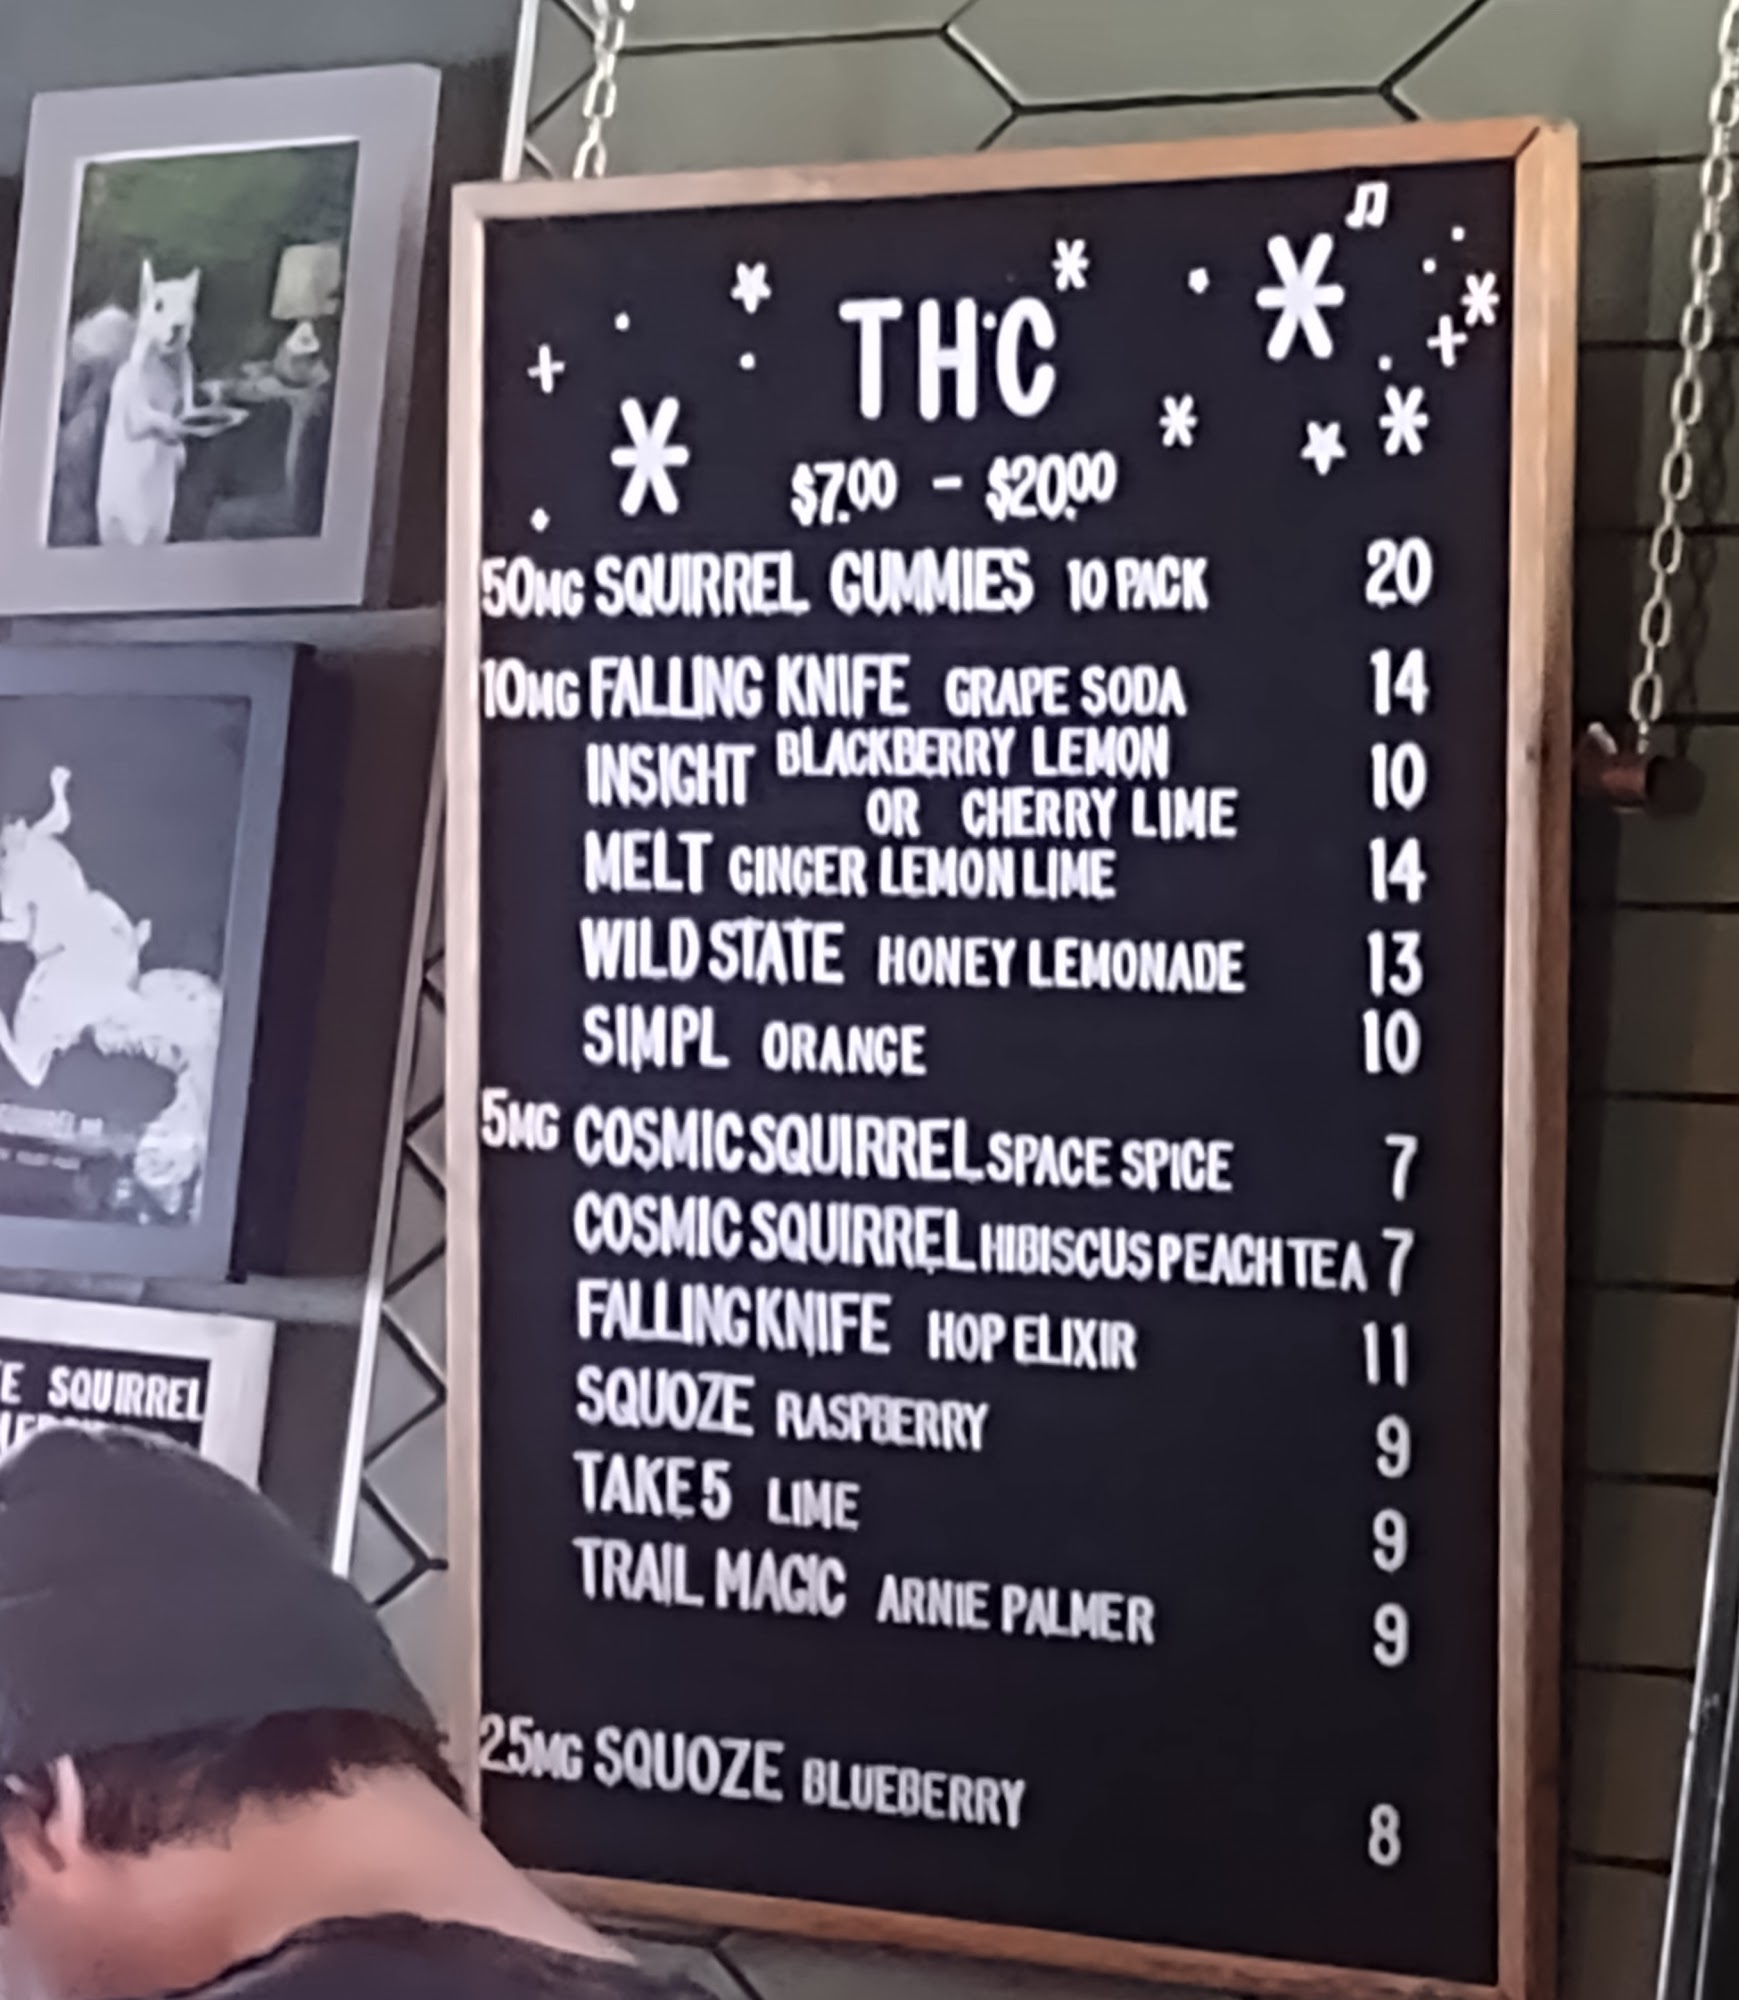 THC
$7.00 - $20.00
50MG SQUIRREL GUMMIES 10 PACK 20
10MG FALLING KNIFE GRAPE SODA 14
INSIGHT BLACKBERRY LEMON 10
OR CHERRY LIME
MELT GINGER LEMON LIME 14
WILD STATE HONEY LEMONADE 13
SIMPL ORANGE 10
5MG COSMIC SQUIRREL SPACE SPICE 7
COSMIC SQUIRREL HIBISCUS PEACH TEA 7
FALLING KNIFE HOP ELIXIR 11
SQUOZE RASPBERRY 9
TAKE 5 LIME 9
TRAIL MAGIC ARNIE PALMER 9
25MG SQUOZE BLUEBERRY 8
E SQUIRREL